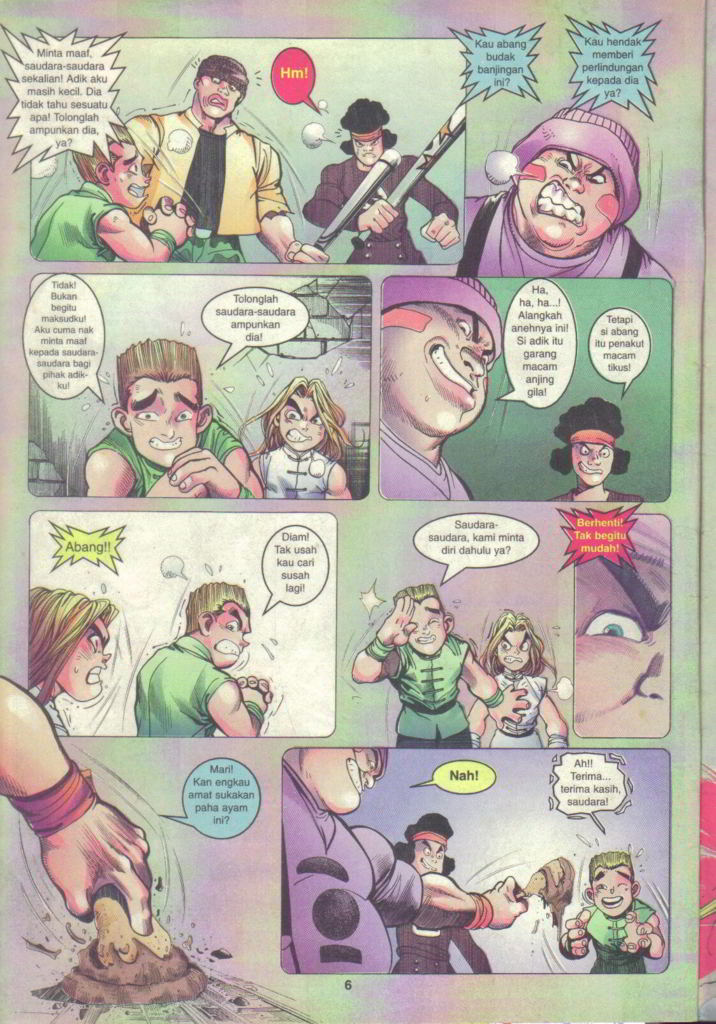 Minta maaf,
saudara-saudara
sekalian! Adik aku
masih kecil. Dia
tidak tahu sesuatu
apa! Tolonglah
ampunkan dia,
ya?
Hm!
Kau abang
budak
banjingan
ini?
Kau hendak
memberi
perlindungan
kepada dia
ya?
Tidak!
Bukan
begitu
maksudku!
Aku cuma nak
minta maaf
kepada saudara-
saudara bagi
pihak adik-
ku!
Tolonglah
saudara-saudara
ampunkan
dia!
Ha,
ha, ha...!
Alangkah
anehnya ini!
Si adik itu
garang
macam
anjing
gila!
Tetapi
si abang
itu penakut
macam
tikus!
Abang!!
Diam!
Tak usah
kau cari
susah
lagi!
Saudara-
saudara, kami minta
diri dahulu ya?
Berhenti!
Tak begitu
mudah!
Mari!
Kan engkau
amat sukakan
paha ayam
ini?
Nah!
Ah!!
Terima...
terima kasih,
saudara!
6